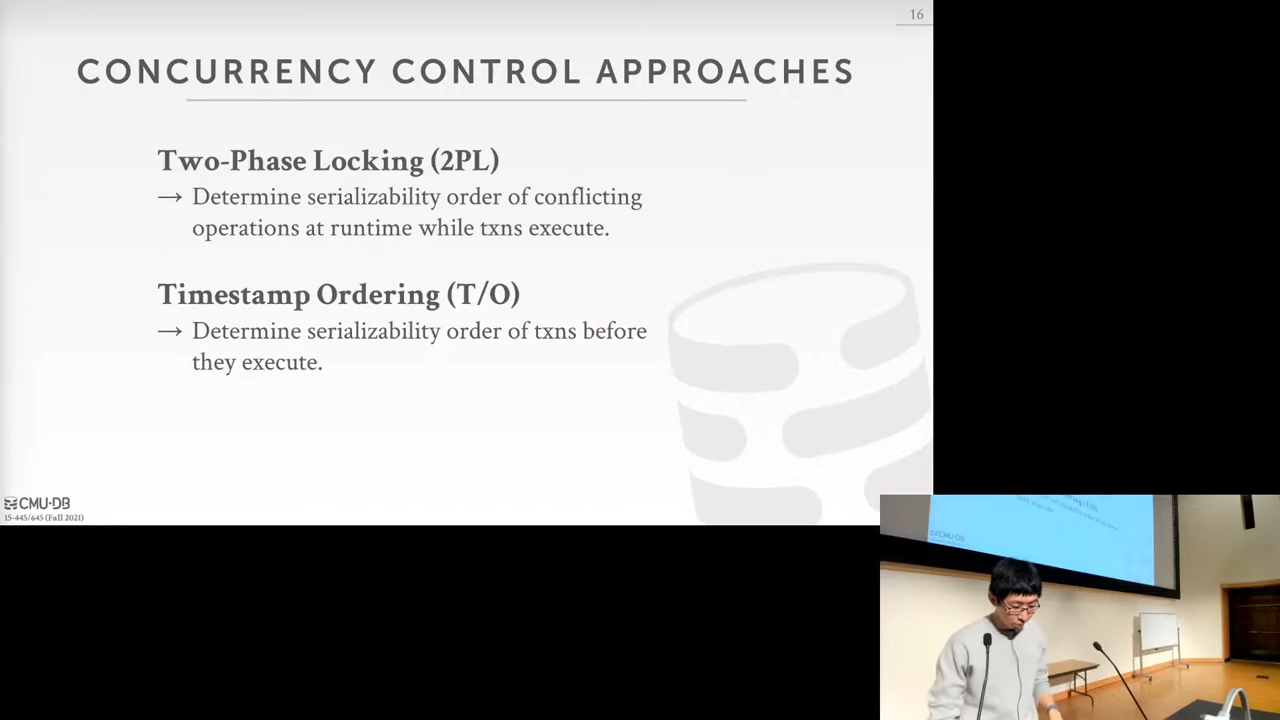 16
CONCURRENCY CONTROL APPROACHES
Two-Phase Locking (2PL)
→ Determine serializability order of conflicting
operations at runtime while txns execute.
Timestamp Ordering (T/O)
→ Determine serializability order of txns before
they execute.
CMU·DB
15-445/645 (Fall 2021)